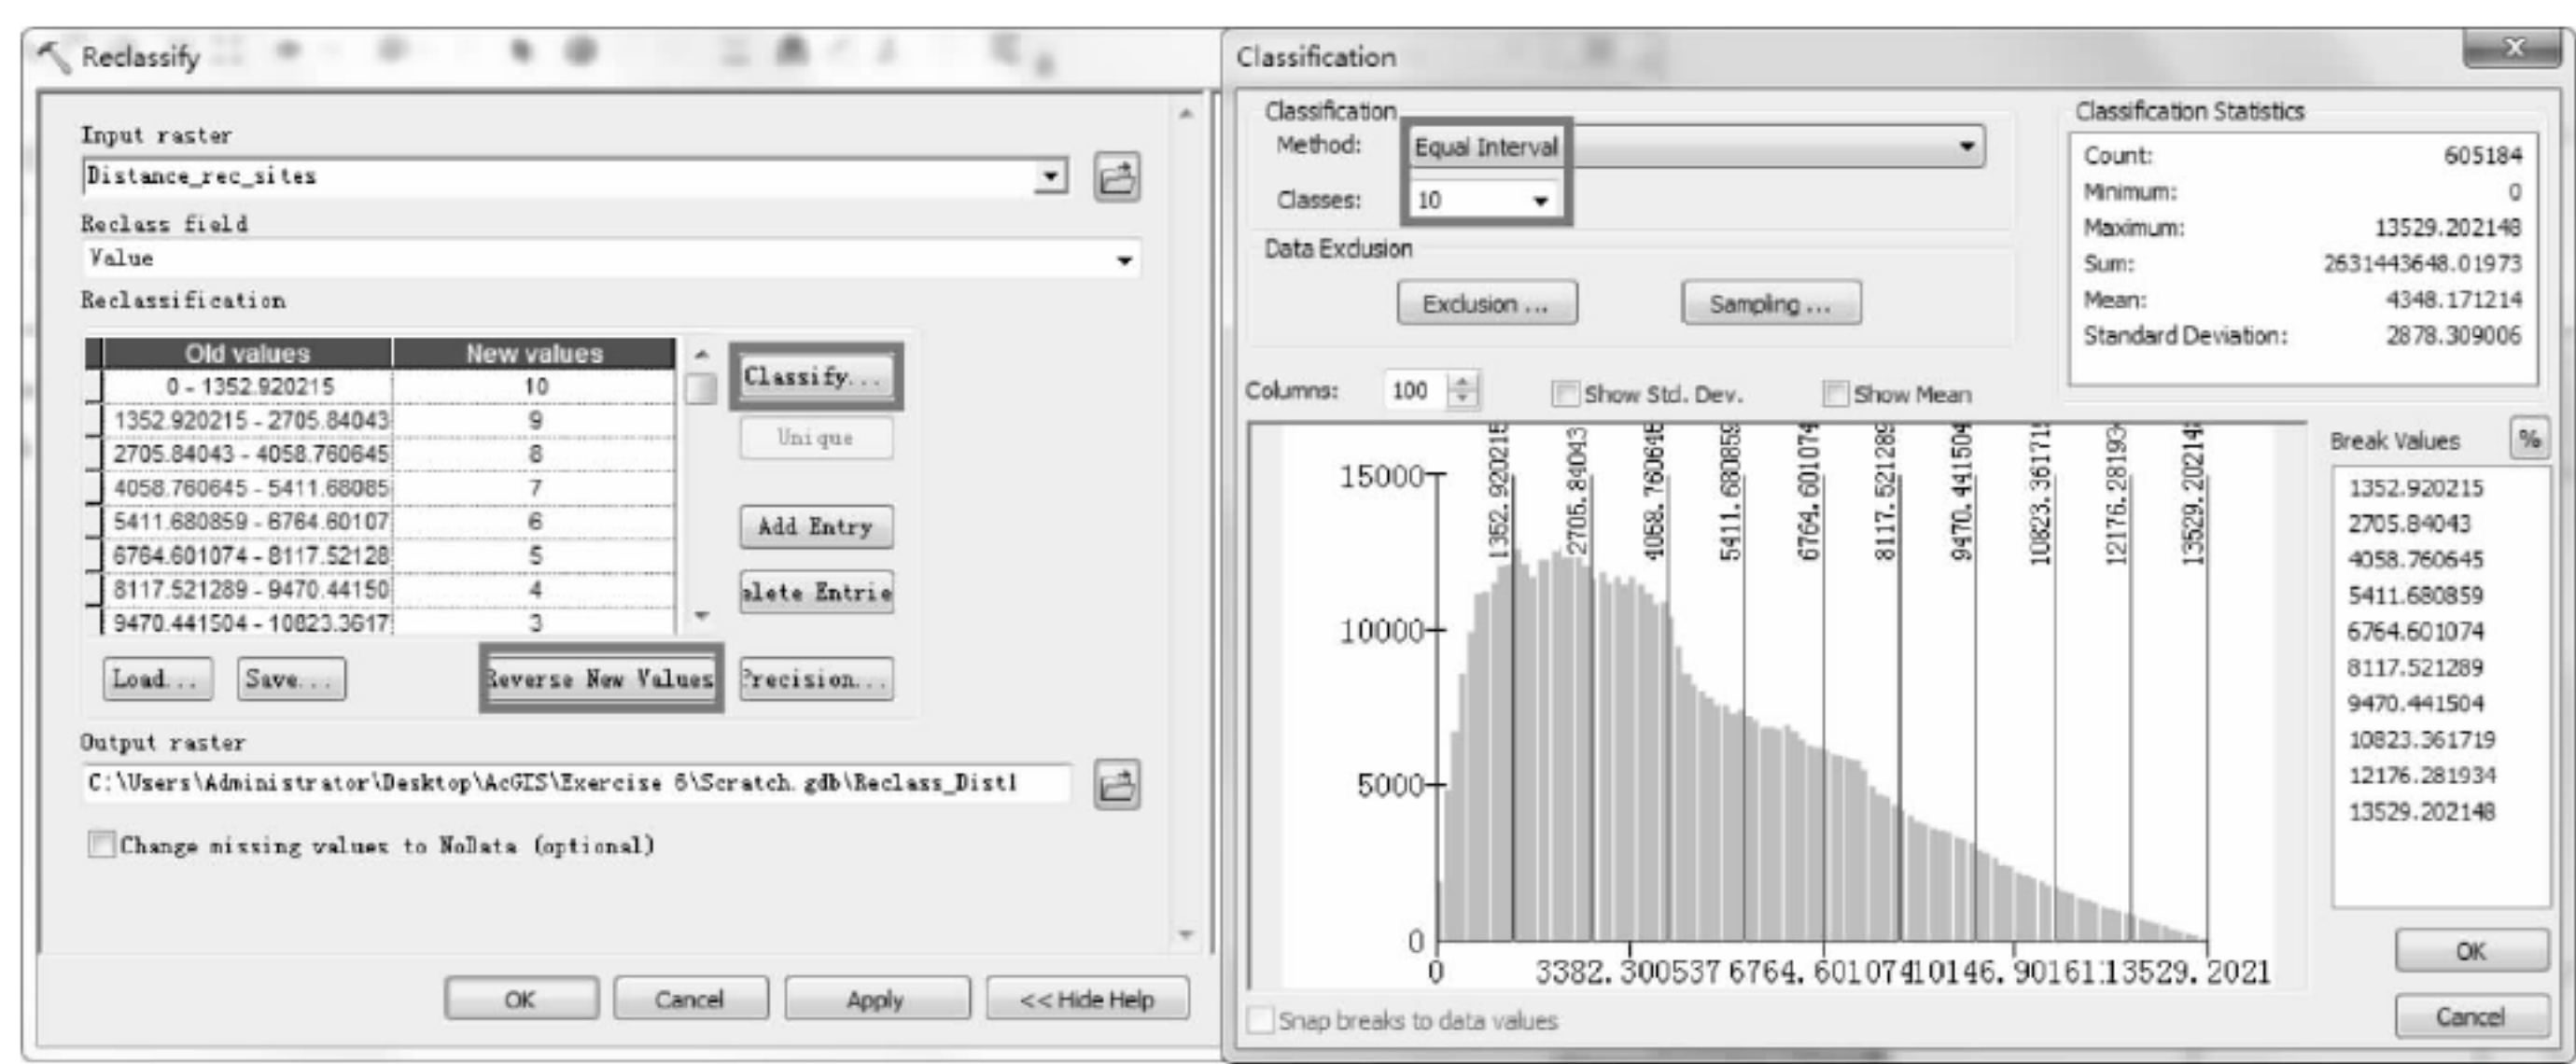 Reclassify
Input raster
Distance_rec_sites
Reclass field
Value
Reclassification
Old values New values
0 - 1352.920215 10
1352.920215 - 2705.84043 9
2705.84043 - 4058.760645 8
4058.760645 - 5411.68085 7
5411.680859 - 6764.60107 6
6764.601074 - 8117.52128 5
8117.521289 - 9470.44150 4
9470.441504 - 10823.3617 3
Classify...
Unique
Add Entry
elete Entrie
Load... Save... Reverse New Values Precision...
Output raster
C:\Users\Administrator\Desktop\AcGIS\Exercise 6\Scratch.gdb\Reclass_Dist1
Change missing values to NoData (optional)
OK Cancel Apply << Hide Help
Classification
Classification
Method: Equal Interval
Classes: 10
Data Exclusion
Exclusion ... Sampling ...
Classification Statistics
Count: 605184
Minimum: 0
Maximum: 13529.202148
Sum: 2631443648.01973
Mean: 4348.171214
Standard Deviation: 2878.309006
Columns: 100 Show Std. Dev. Show Mean
1352.920215
2705.84043
4058.760645
5411.680859
6764.601074
8117.521289
9470.441504
10823.361719
12176.281934
13529.202148
15000
10000
5000
0
0 3382.300537 6764.601074 10146.901611 13529.2021
Snap breaks to data values
Break Values %
1352.920215
2705.84043
4058.760645
5411.680859
6764.601074
8117.521289
9470.441504
10823.361719
12176.281934
13529.202148
OK
Cancel